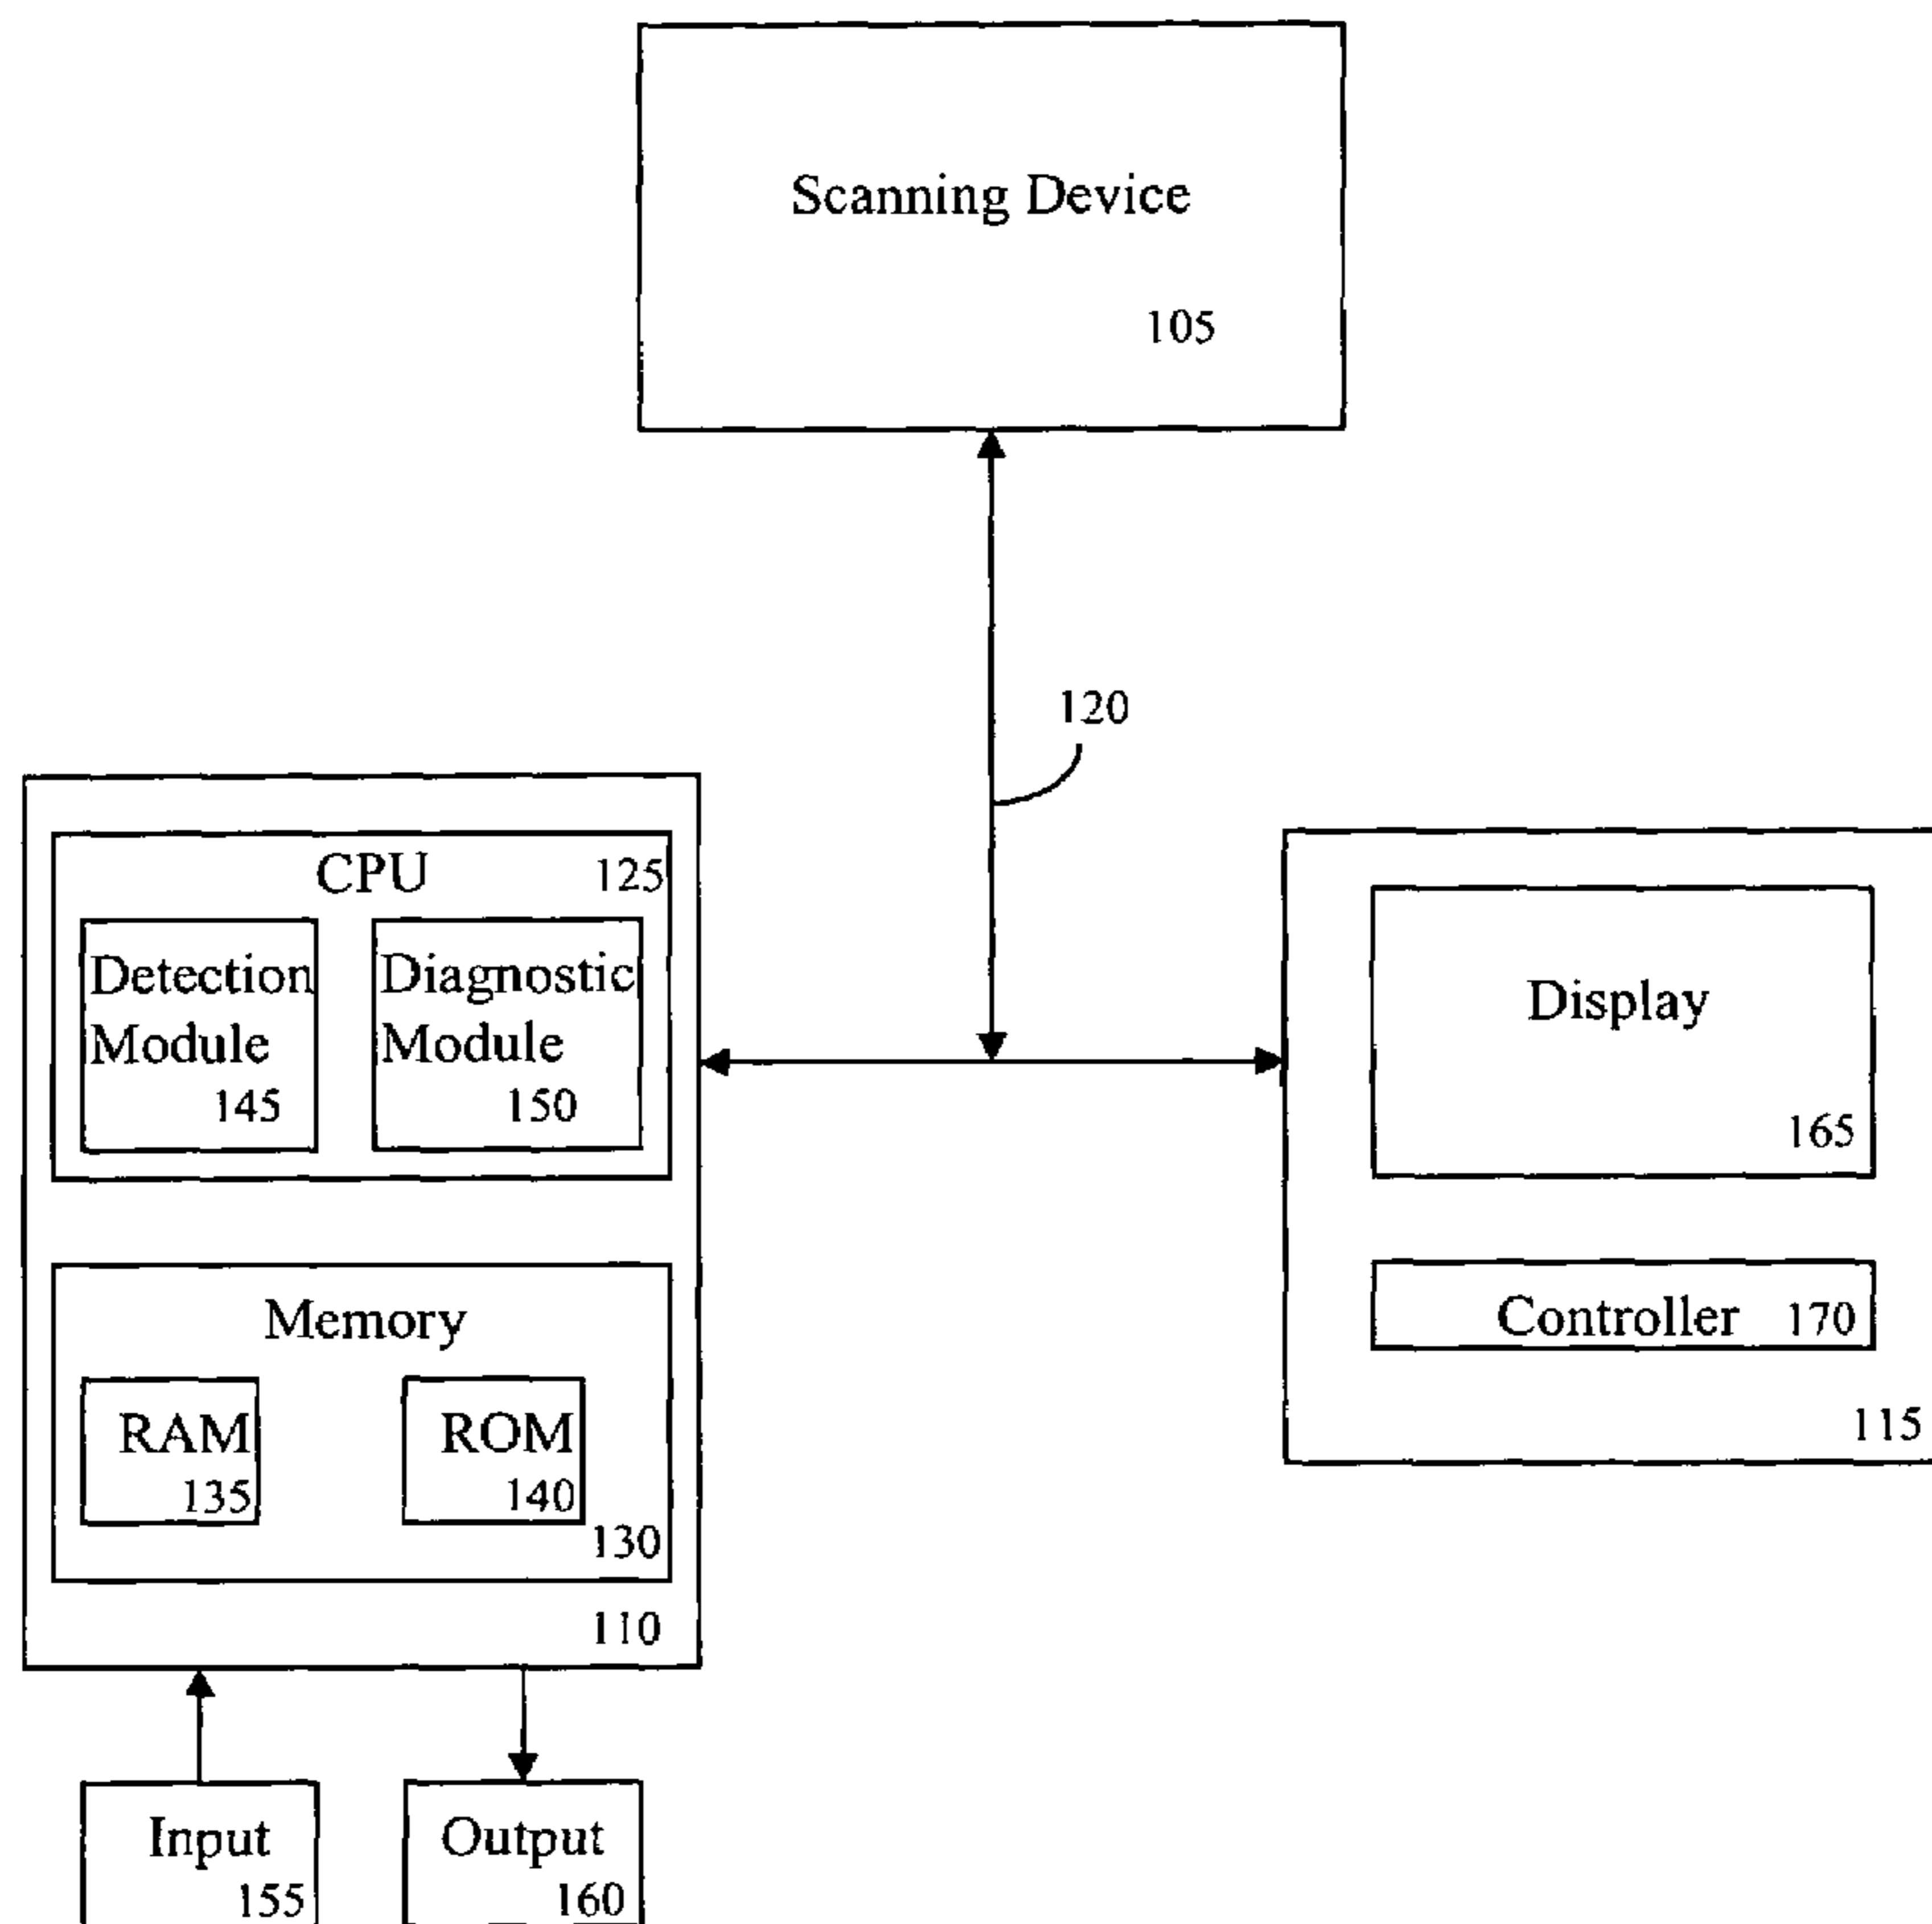 Scanning Device
105
120
CPU 125
Detection
Module
145
Diagnostic
Module
150
Memory
RAM
135
ROM
140
130
110
Input
155
Output
160
Display
165
Controller 170
115